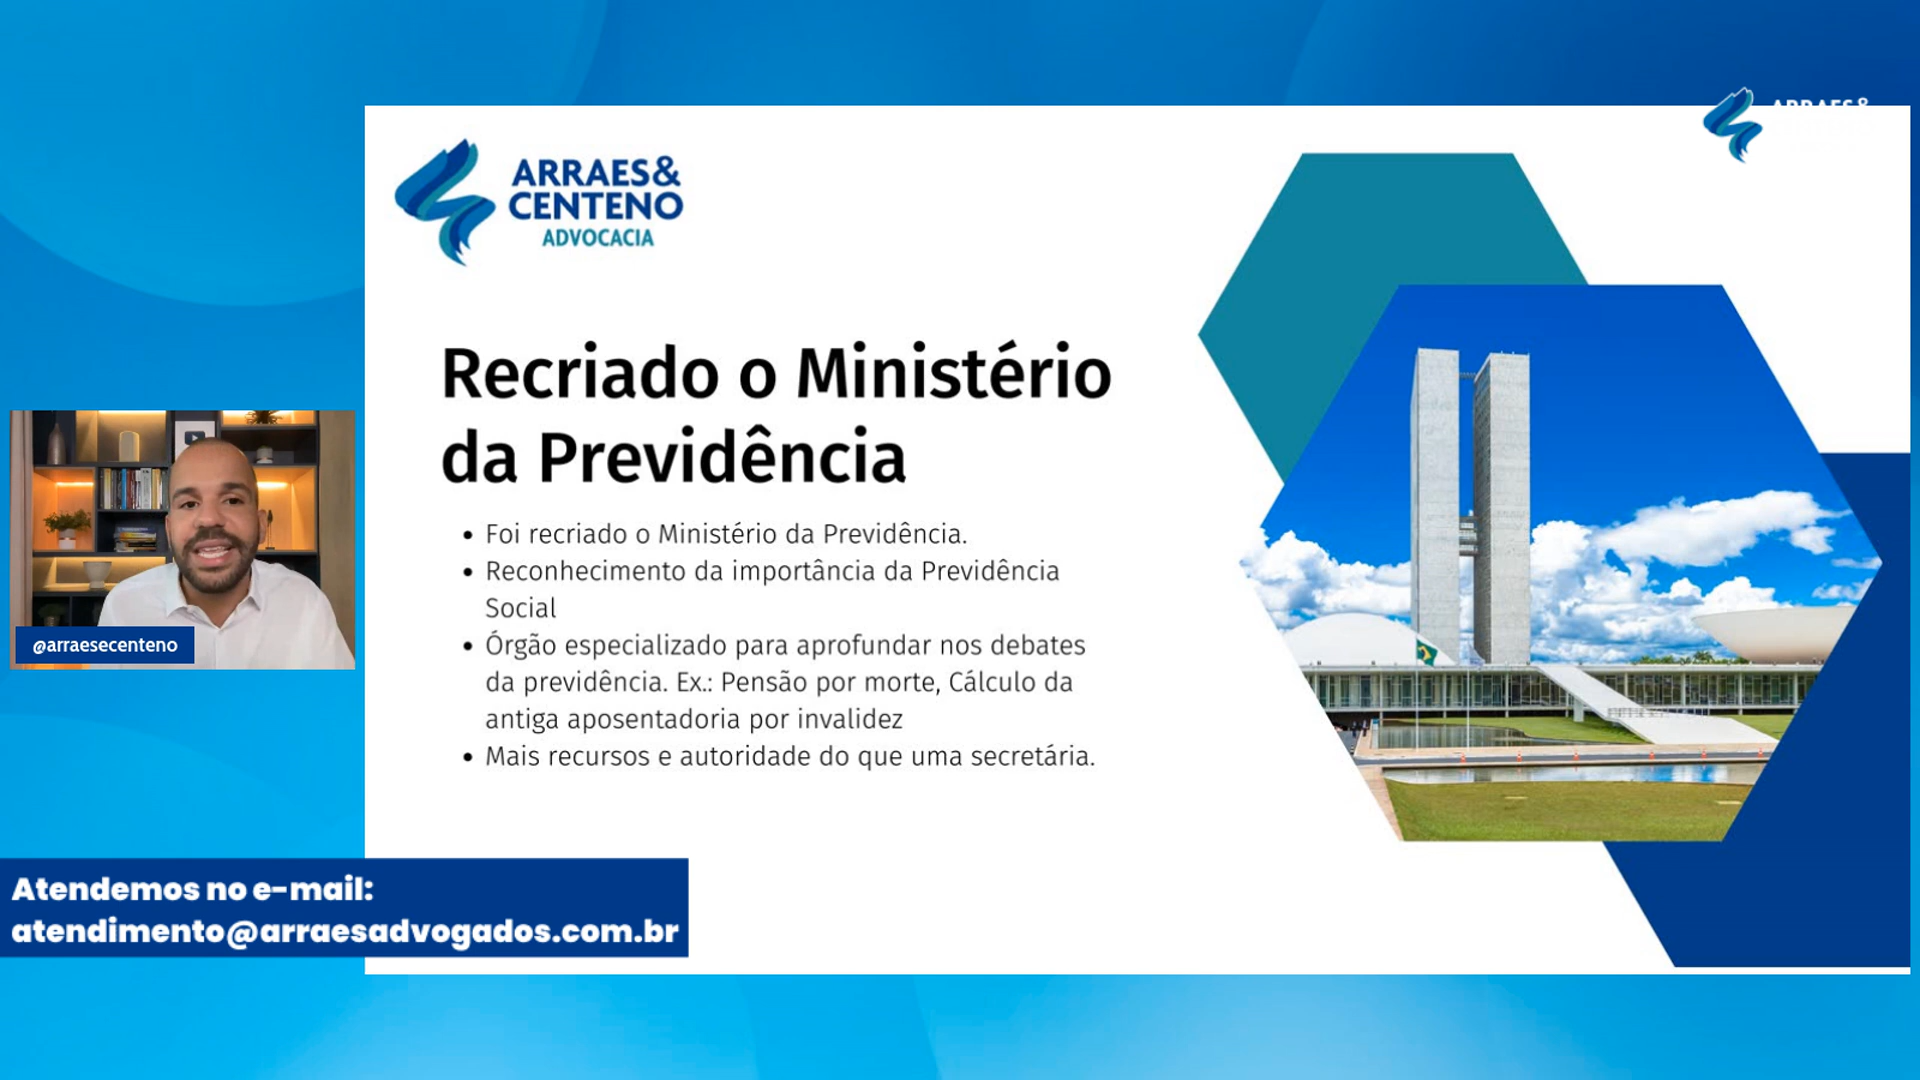 ARRAES&
ARRAES&
CENTENO
ADVOCACIA
Recriado o Ministério
da Previdência
• Foi recriado o Ministério da Previdência.
• Reconhecimento da importância da Previdência
Social
• Órgão especializado para aprofundar nos debates
da previdência. Ex.: Pensão por morte, Cálculo da
antiga aposentadoria por invalidez
• Mais recursos e autoridade do que uma secretária.
@arraesecenteno
Atendemos no e-mail:
atendimento@arraesadvogados.com.br